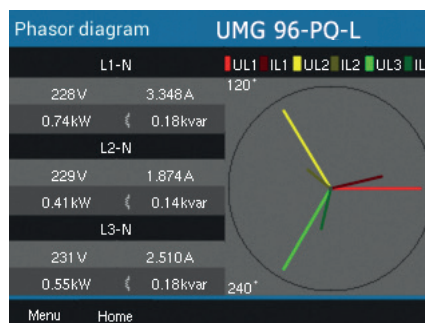 Phasor diagram UMG 96-PQ-L
L1-N UL1 IL1 UL2 IL2 UL3 IL
228V 3.348A 120°
0.74kW 0.18kvar
L2-N
229V 1.874A
0.41kW 0.14kvar
L3-N
231V 2.510A
0.55kW 0.18kvar 240°
Menu Home